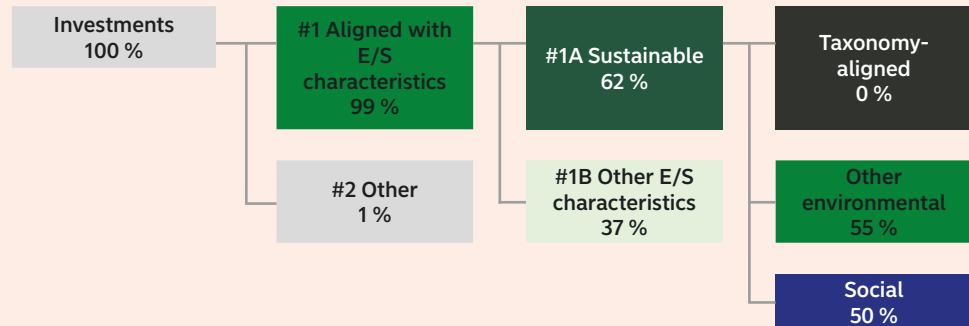 Investments
100 %
#1 Aligned with
E/S
characteristics
99 %
#1A Sustainable
62 %
Taxonomy-
aligned
0 %
#2 Other
1 %
#1B Other E/S
characteristics
37 %
Other
environmental
55 %
Social
50 %